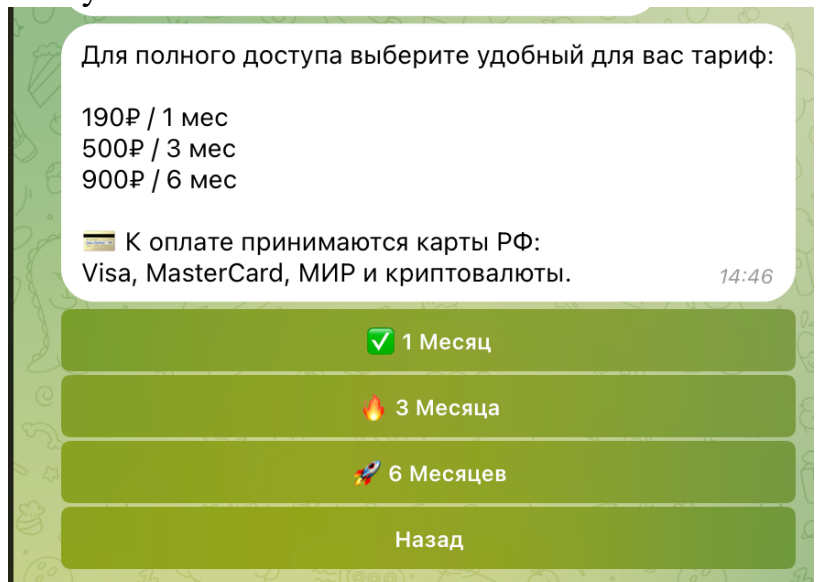 Для полного доступа выберите удобный для вас тариф:
190₽ / 1 мес
500₽ / 3 мес
900₽ / 6 мес
💳 К оплате принимаются карты РФ:
Visa, MasterCard, МИР и криптовалюты.
14:46
✅ 1 Месяц
🔥 3 Месяца
🚀 6 Месяцев
Назад